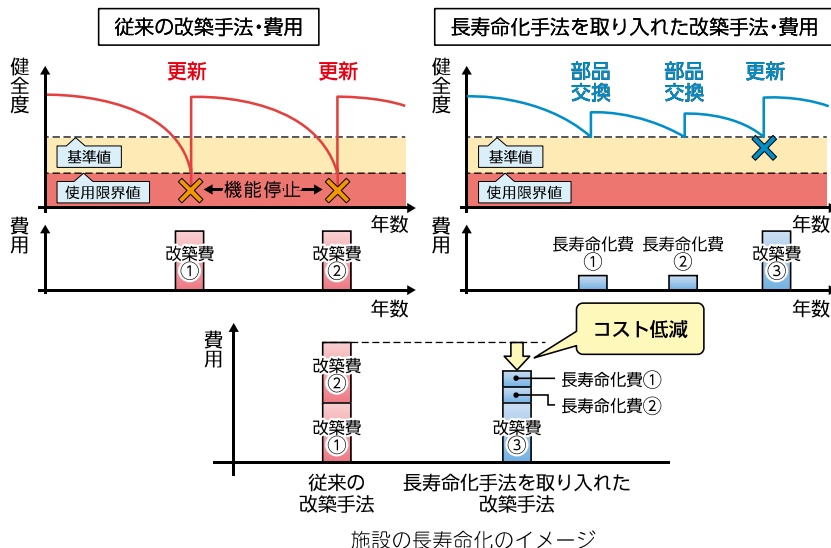 従来の改築手法・費用
健全度
更新
更新
基準値
使用限界値
機能停止
年数
費用
改築費
①
改築費
②
年数
長寿命化手法を取り入れた改築手法・費用
健全度
部品
交換
部品
交換
更新
基準値
使用限界値
年数
費用
長寿命化費
①
長寿命化費
②
改築費
③
年数
費用
コスト低減
改築費
②
改築費
①
長寿命化費①
長寿命化費②
改築費
③
従来の
改築手法
長寿命化手法を取り入れた
改築手法
施設の長寿命化のイメージ